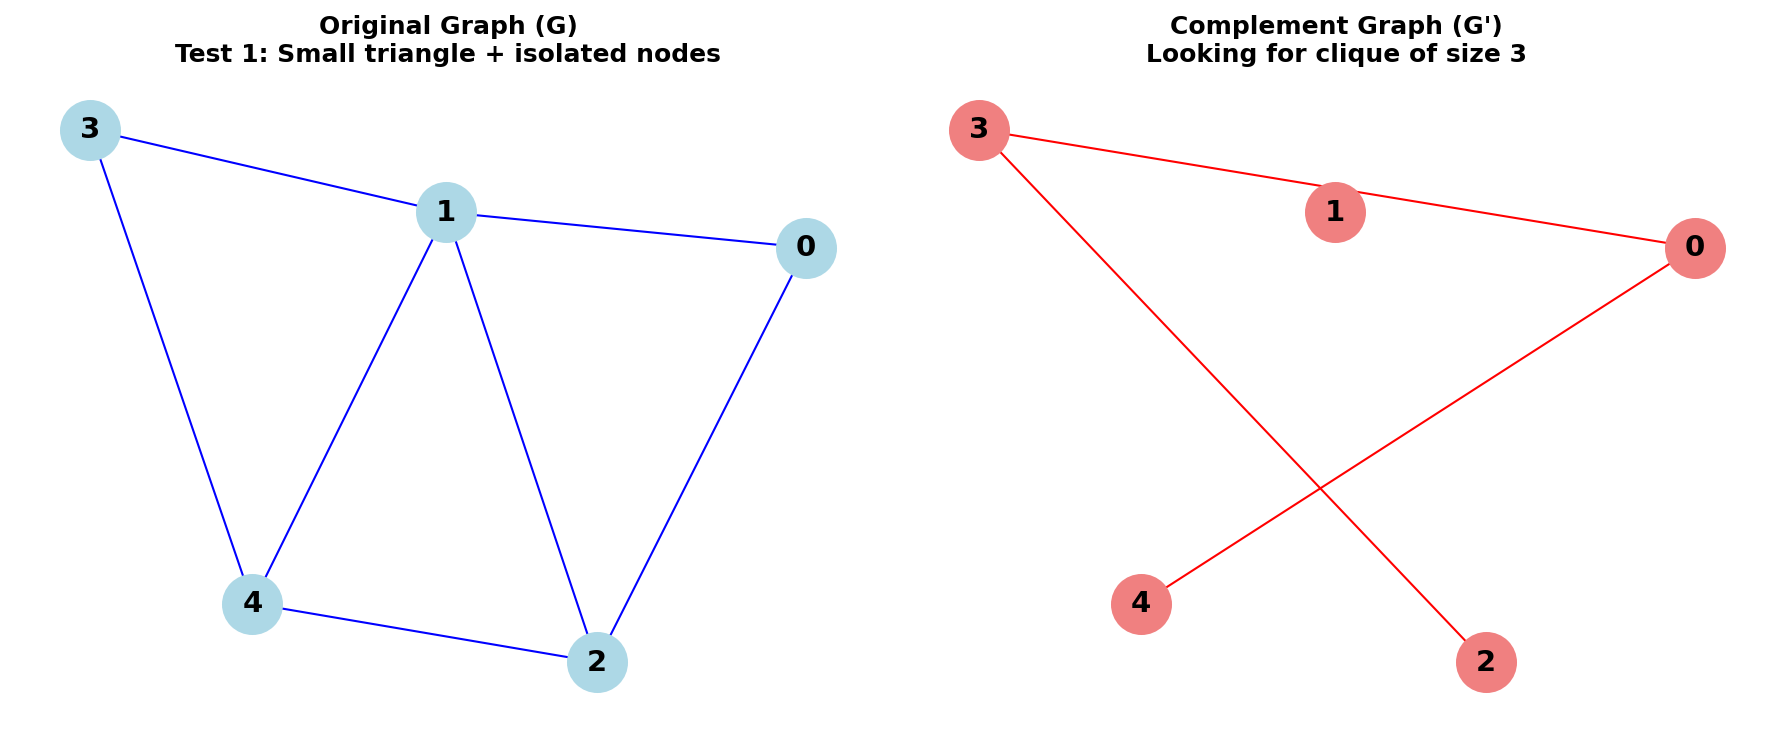 Original Graph (G)
Test 1: Small triangle + isolated nodes
3
1
0
4
2
Complement Graph (G')
Looking for clique of size 3
3
1
0
4
2